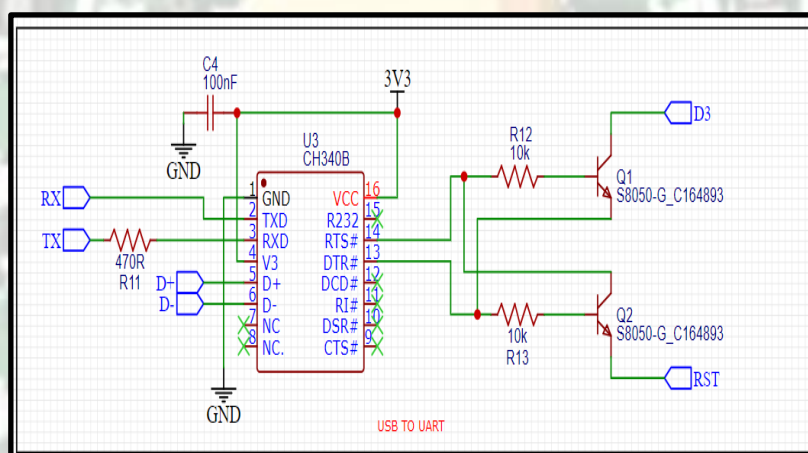 C4
100nF
GND
3V3
U3
CH340B
RX
TX
470R
R11
D+
D-
1 GND
2 TXD
3 RXD
4 V3
5 D+
6 D-
7 NC
8 NC.
VCC 16
R232 15
RTS# 14
DTR# 13
DCD# 12
RI# 11
DSR# 10
CTS# 9
GND
R12
10k
Q1
S8050-G_C164893
D3
10k
R13
Q2
S8050-G_C164893
RST
USB TO UART